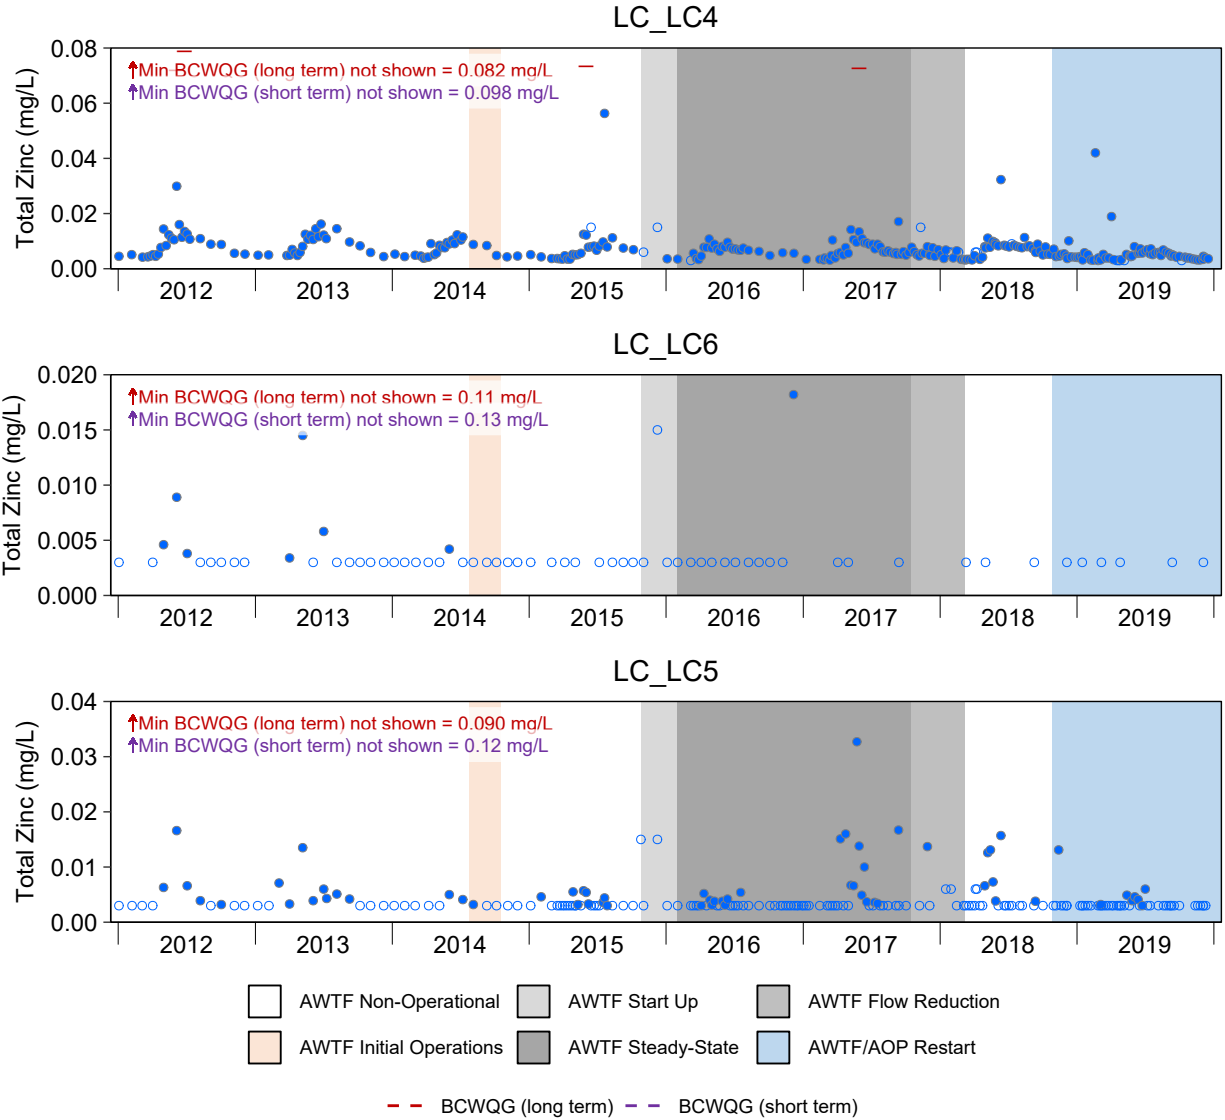 LC_LC4
Total Zinc (mg/L)
0.08
0.06
0.04
0.02
0.00
↑Min BCWQG (long term) not shown = 0.082 mg/L
↑Min BCWQG (short term) not shown = 0.098 mg/L
2012 2013 2014 2015 2016 2017 2018 2019
LC_LC6
Total Zinc (mg/L)
0.020
0.015
0.010
0.005
0.000
↑Min BCWQG (long term) not shown = 0.11 mg/L
↑Min BCWQG (short term) not shown = 0.13 mg/L
2012 2013 2014 2015 2016 2017 2018 2019
LC_LC5
Total Zinc (mg/L)
0.04
0.03
0.02
0.01
0.00
↑Min BCWQG (long term) not shown = 0.090 mg/L
↑Min BCWQG (short term) not shown = 0.12 mg/L
2012 2013 2014 2015 2016 2017 2018 2019
AWTF Non-Operational AWTF Start Up AWTF Flow Reduction
AWTF Initial Operations AWTF Steady-State AWTF/AOP Restart
BCWQG (long term) BCWQG (short term)